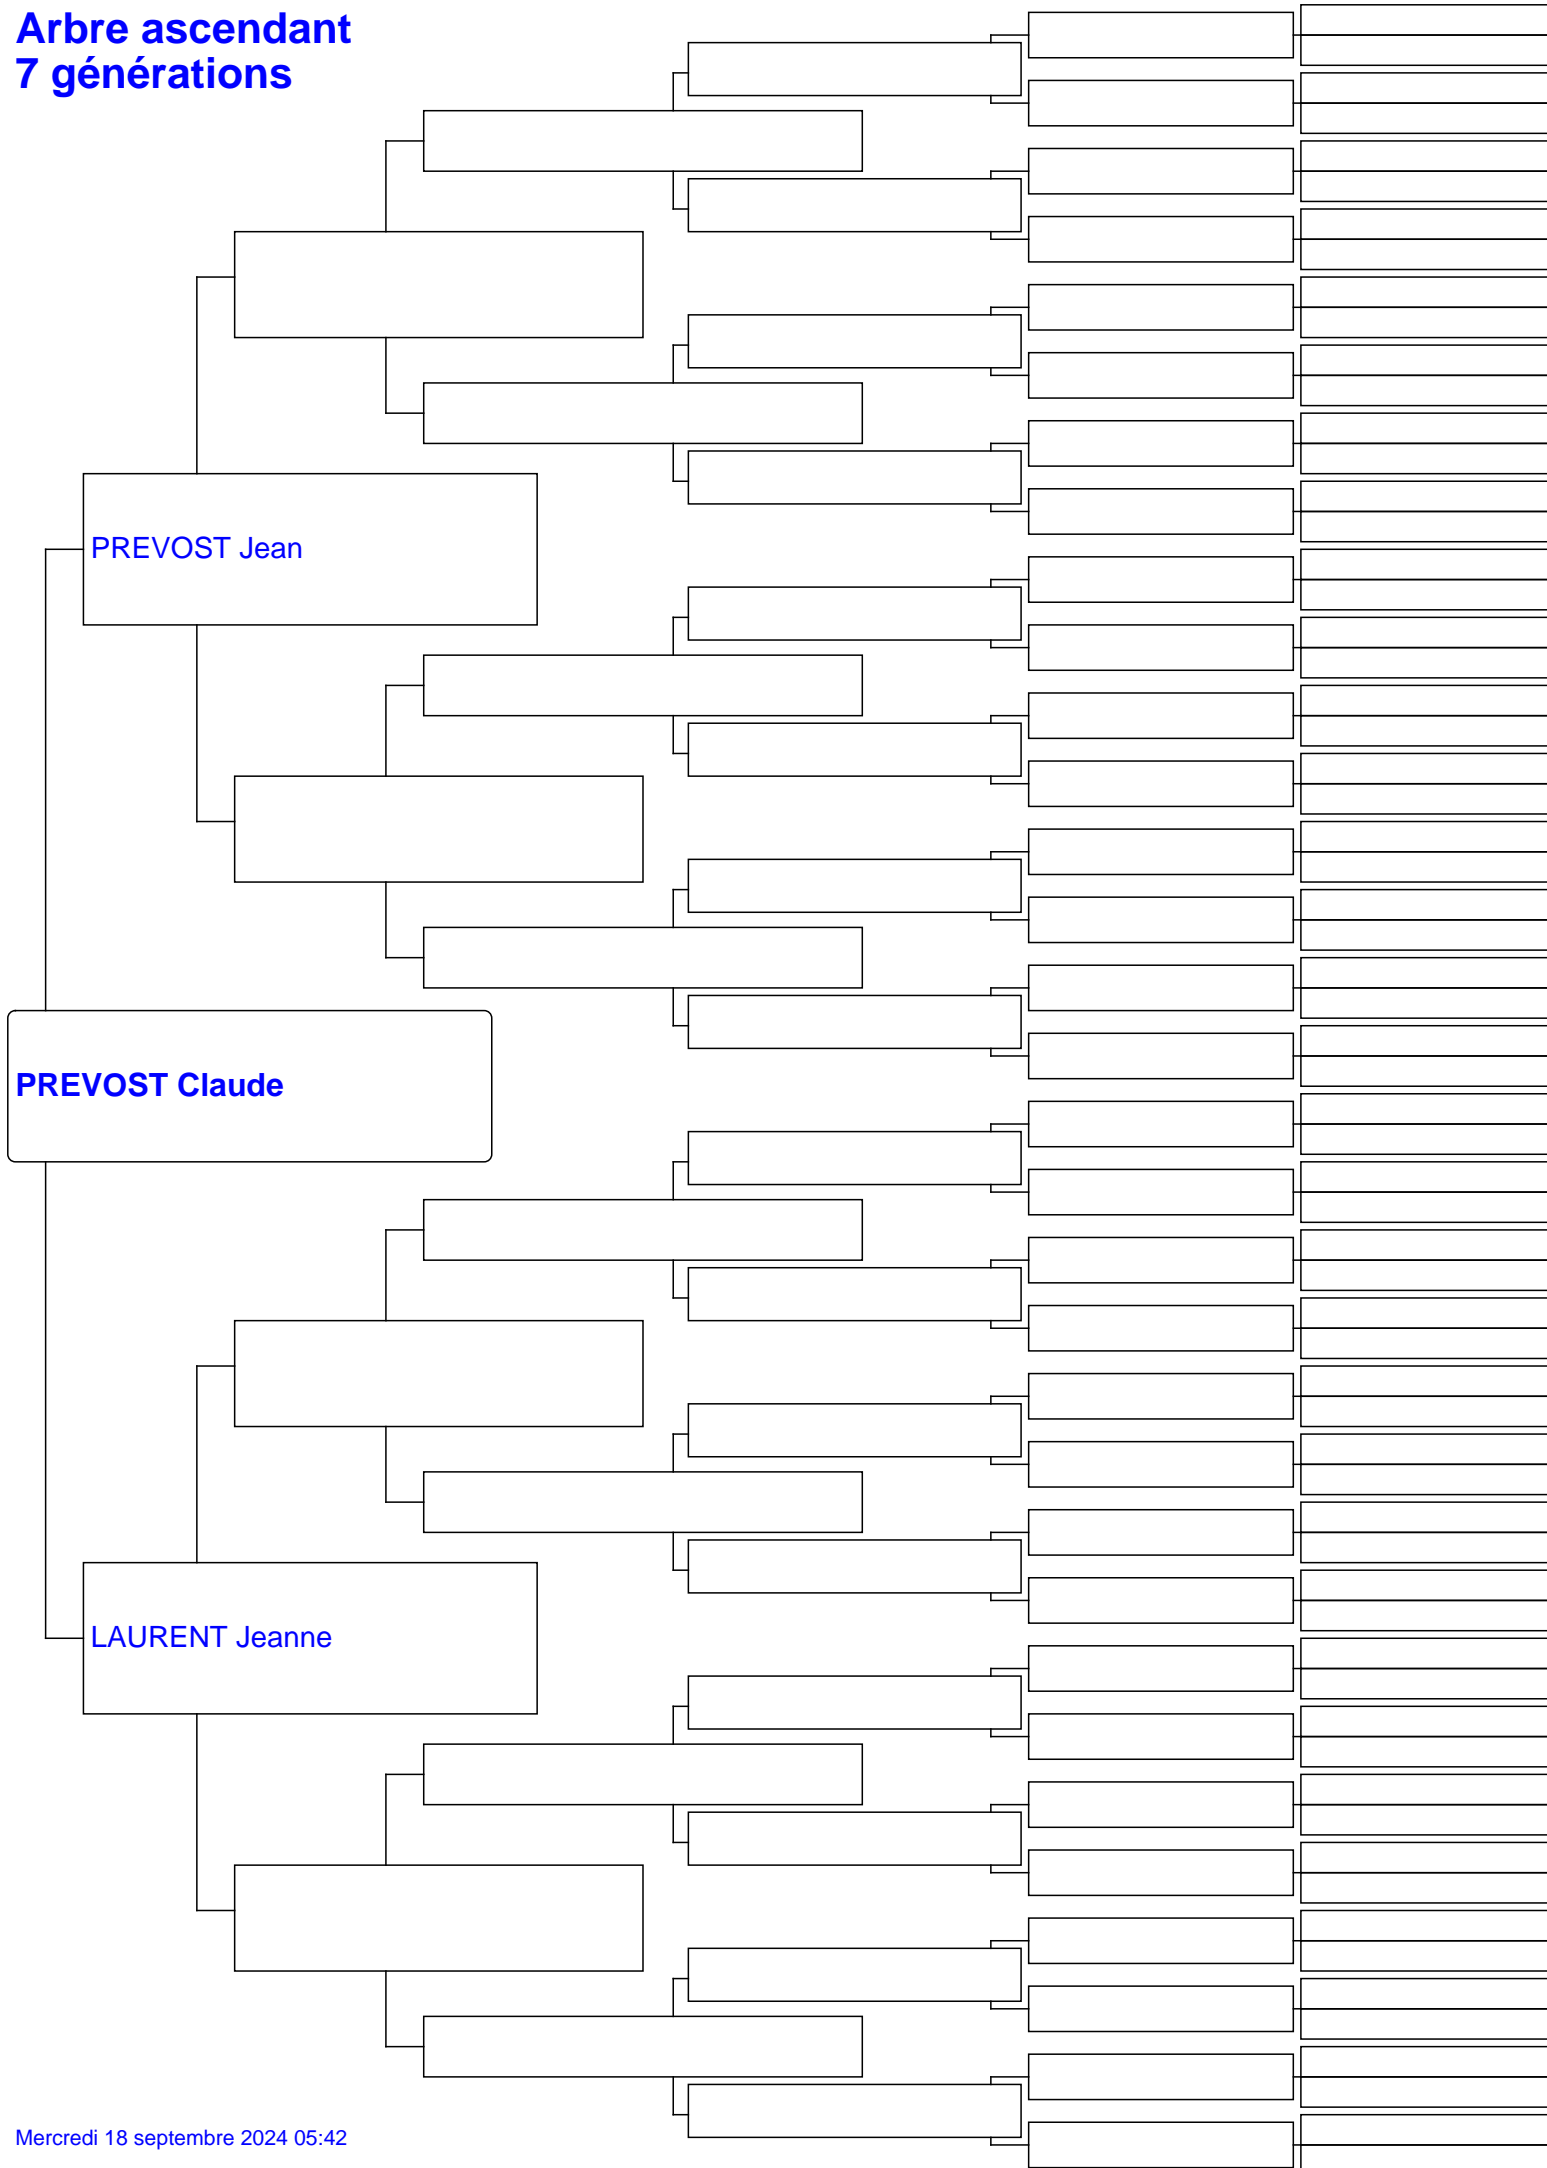 Arbre ascendant
7 générations
PREVOST Jean
PREVOST Claude
LAURENT Jeanne
Mercredi 18 septembre 2024 05:42